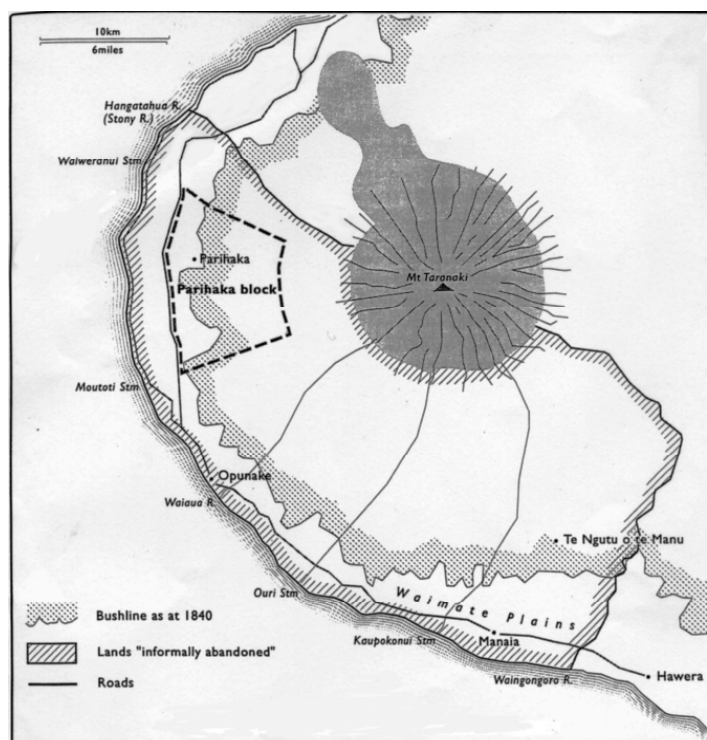 10km
6miles
Hangatahua R.
(Stony R.)
Waiweranui Stm
Parihaka
Parihaka block
Mt Taranaki
Moutoti Stm
Opunake
Waiaua R.
Te Ngutu o te Manu
Ouri Stm
Waimate Plains
Kaupokonui Stm
Manaia
Waingongoro R.
Hawera
Bushline as at 1840
Lands "informally abandoned"
Roads